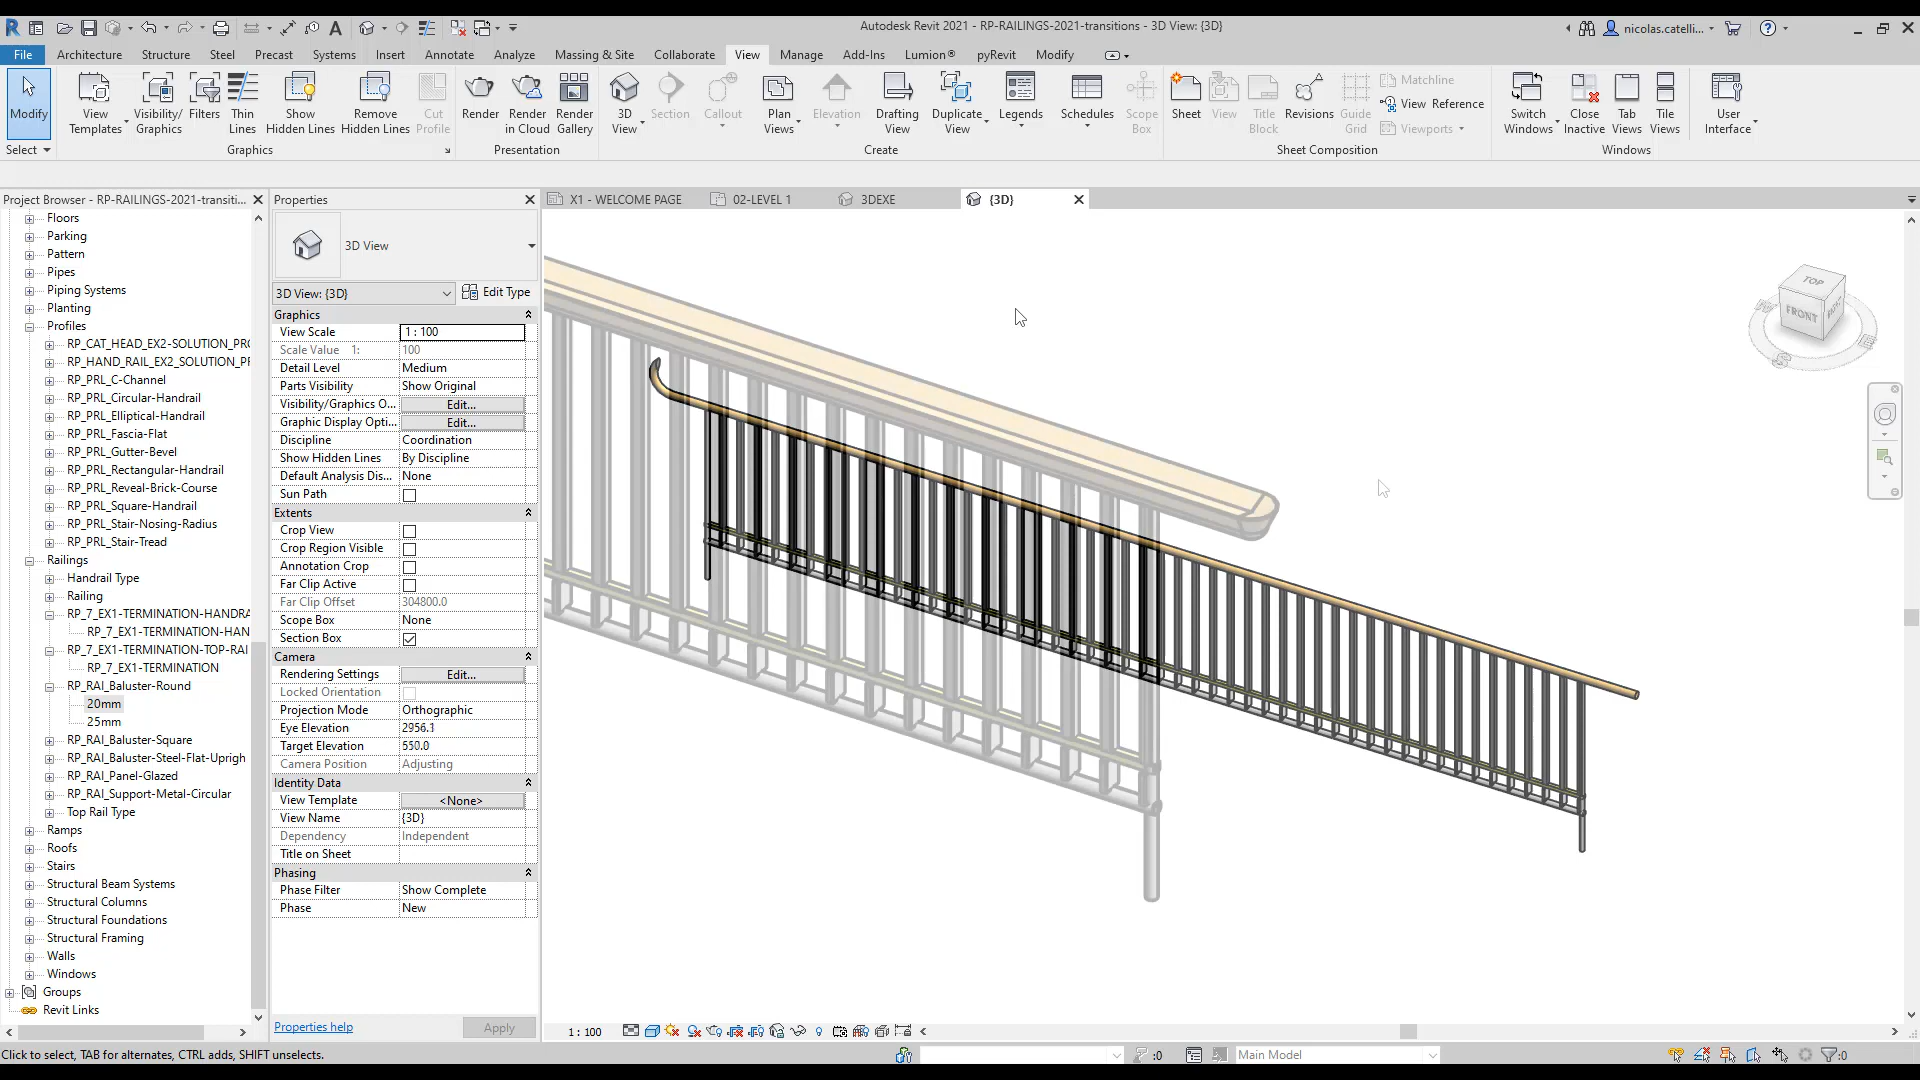 Autodesk Revit 2021 - RP-RAILINGS-2021-transitions - 3D View: {3D}
nicolas.catelli...
File Architecture Structure Steel Precast Systems Insert Annotate Analyze Massing & Site Collaborate View Manage Add-Ins Lumion® pyRevit Modify
Modify
View Templates
Visibility/ Graphics
Filters
Thin Lines
Show Hidden Lines
Remove Hidden Lines
Cut Profile
Render
Render in Cloud
Render Gallery
3D View
Section
Callout
Plan Views
Elevation
Drafting View
Duplicate View
Legends
Schedules
Scope Box
Sheet
View
Title Block
Revisions
Guide Grid
Matchline
View Reference
Viewports
Switch Windows
Close Inactive
Tab Views
Tile Views
User Interface
Select
Graphics
Presentation
Create
Sheet Composition
Windows
Project Browser - RP-RAILINGS-2021-transiti...
Floors
Parking
Pattern
Pipes
Piping Systems
Planting
Profiles
RP_CAT_HEAD_EX2-SOLUTION_PRO
RP_HAND_RAIL_EX2_SOLUTION_PF
RP_PRL_C-Channel
RP_PRL_Circular-Handrail
RP_PRL_Elliptical-Handrail
RP_PRL_Fascia-Flat
RP_PRL_Gutter-Bevel
RP_PRL_Rectangular-Handrail
RP_PRL_Reveal-Brick-Course
RP_PRL_Square-Handrail
RP_PRL_Stair-Nosing-Radius
RP_PRL_Stair-Tread
Railings
Handrail Type
Railing
RP_7_EX1-TERMINATION-HANDRA
RP_7_EX1-TERMINATION-HAN
RP_7_EX1-TERMINATION-TOP-RAI
RP_7_EX1-TERMINATION
RP_RAI_Baluster-Round
20mm
25mm
RP_RAI_Baluster-Square
RP_RAI_Baluster-Steel-Flat-Uprigh
RP_RAI_Panel-Glazed
RP_RAI_Support-Metal-Circular
Top Rail Type
Ramps
Roofs
Stairs
Structural Beam Systems
Structural Columns
Structural Foundations
Structural Framing
Walls
Windows
Groups
Revit Links
Properties
3D View
3D View: {3D} Edit Type
Graphics
View Scale 1 : 100
Scale Value 1: 100
Detail Level Medium
Parts Visibility Show Original
Visibility/Graphics O... Edit...
Graphic Display Opti... Edit...
Discipline Coordination
Show Hidden Lines By Discipline
Default Analysis Dis... None
Sun Path
Extents
Crop View
Crop Region Visible
Annotation Crop
Far Clip Active
Far Clip Offset 304800.0
Scope Box None
Section Box
Camera
Rendering Settings Edit...
Locked Orientation
Projection Mode Orthographic
Eye Elevation 2956.1
Target Elevation 550.0
Camera Position Adjusting
Identity Data
View Template <None>
View Name {3D}
Dependency Independent
Title on Sheet
Phasing
Phase Filter Show Complete
Phase New
Properties help Apply
X1 - WELCOME PAGE 02-LEVEL 1 3DEXE {3D}
TOP
FRONT
S
E
1 : 100
Click to select, TAB for alternates, CTRL adds, SHIFT unselects.
:0
Main Model
:0